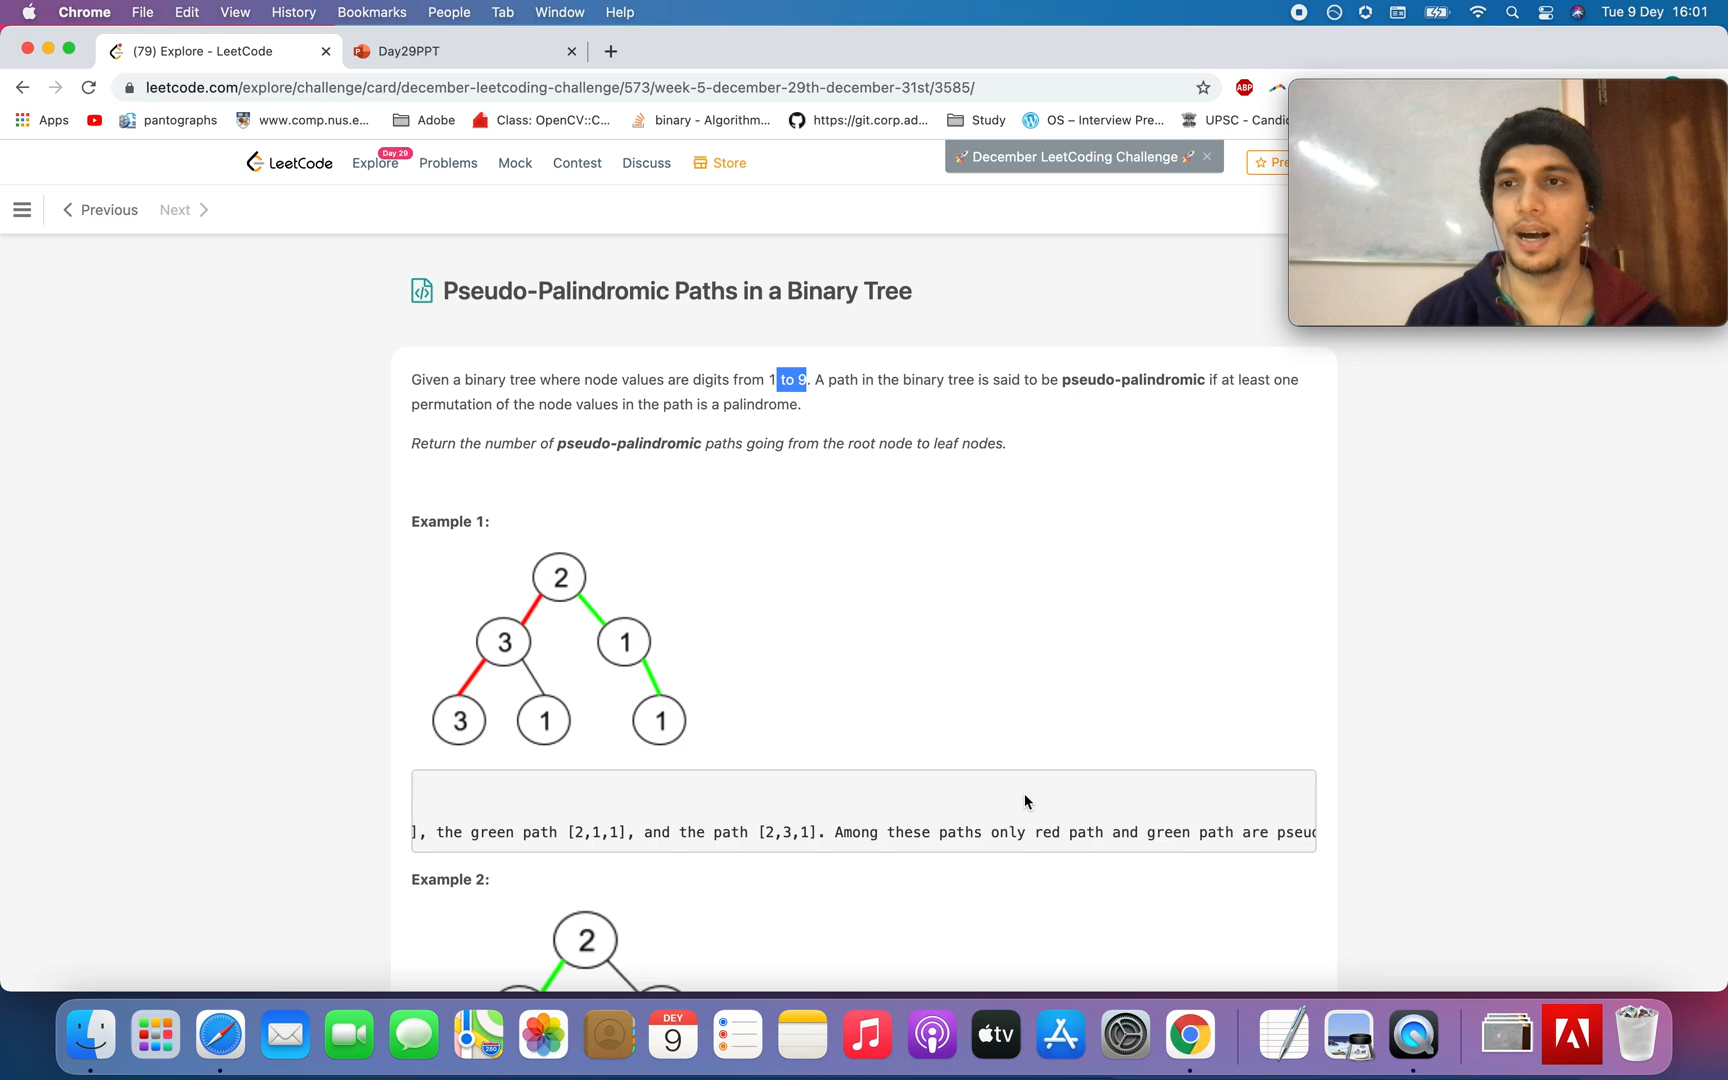 Chrome File Edit View History Bookmarks People Tab Window Help Tue 9 Dey 16:01
(79) Explore - LeetCode Day29PPT
leetcode.com/explore/challenge/card/december-leetcoding-challenge/573/week-5-december-29th-december-31st/3585/ ABP
Apps pantographs www.comp.nus.e... Adobe Class: OpenCV::C... binary - Algorithm... https://git.corp.ad... Study OS – Interview Pre... UPSC - Candic
LeetCode Explore Day 29 Problems Mock Contest Discuss Store 🚀 December LeetCoding Challenge 🚀 × ☆ Pre
Previous Next
Pseudo-Palindromic Paths in a Binary Tree
Given a binary tree where node values are digits from 1 to 9. A path in the binary tree is said to be pseudo-palindromic if at least one
permutation of the node values in the path is a palindrome.
Return the number of pseudo-palindromic paths going from the root node to leaf nodes.
Example 1:
2
3 1
3 1 1
], the green path [2,1,1], and the path [2,3,1]. Among these paths only red path and green path are pseud
Example 2:
2
DEY
9
tv
280